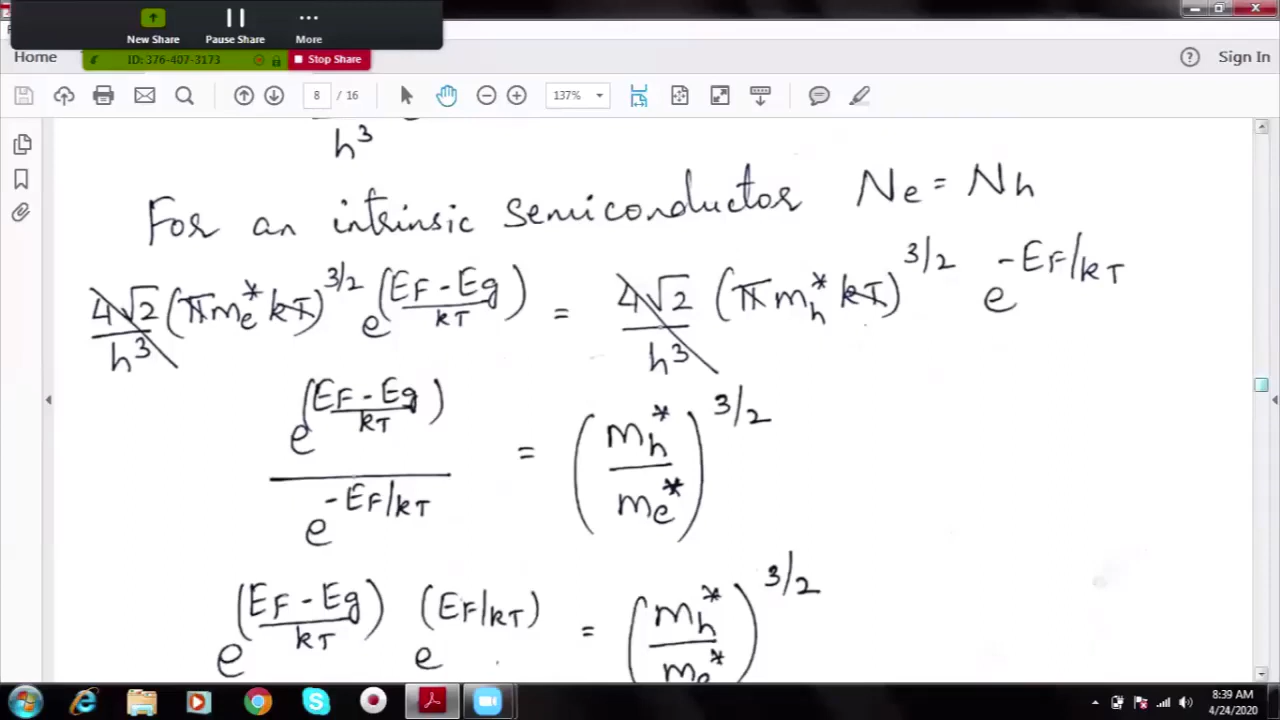 New Share Pause Share More
Home ID: 376-407-3173 Stop Share Sign In
8 / 16 137%
h³
For an intrinsic semiconductor Ne = Nh
4√2/h³ (πme* kT)^3/2 e^((EF - Eg)/kT) = 4√2/h³ (πmh* kT)^3/2 e^-EF/kT
e^((EF - Eg)/kT) / e^-EF/kT = (mh*/me*)^3/2
e^((EF - Eg)/kT) e^(EF/kT) = (mh*/me*)^3/2
8:39 AM
4/24/2020